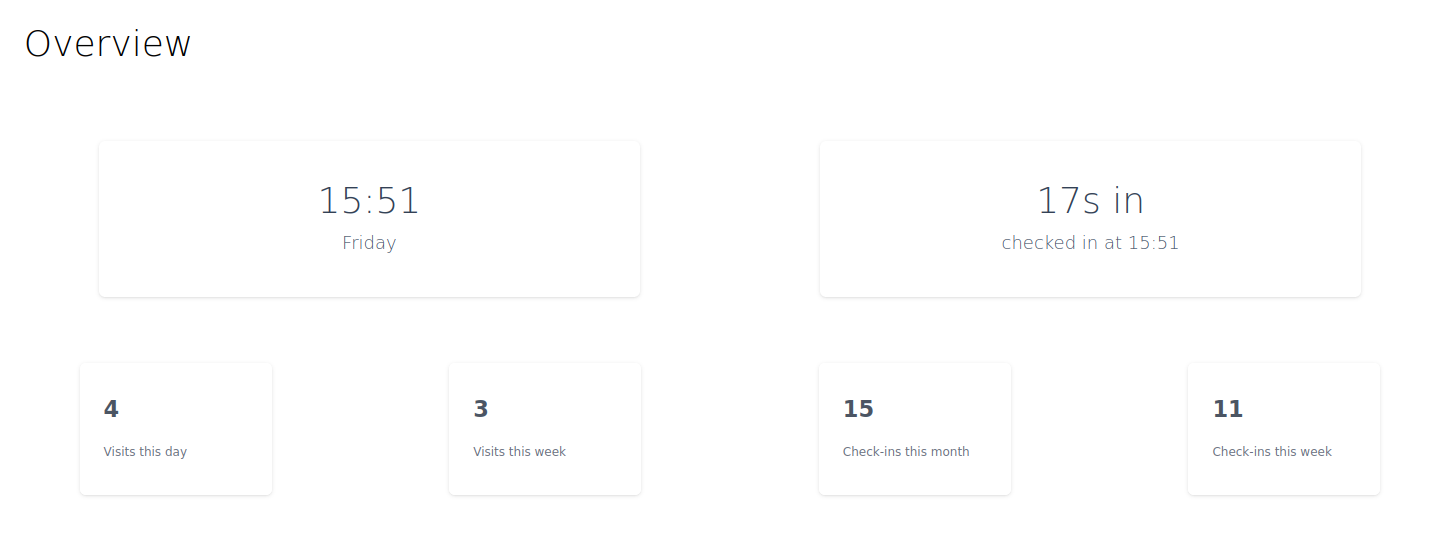 Overview
15:51
Friday
17s in
checked in at 15:51
4
Visits this day
3
Visits this week
15
Check-ins this month
11
Check-ins this week